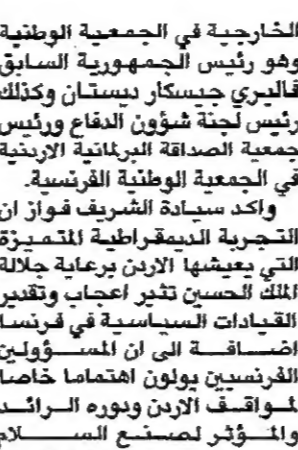 الخارجية في الجمعية الوطنية
وهو رئيس الجمهورية السابق
فاليري جيسكار ديستان وكذلك
رئيس لجنة شؤون الدفاع ورئيس
جمعية الصداقة البرلمانية الاردنية
في الجمعية الوطنية الفرنسية.
واكد سيادة الشريف فواز ان
التجربة الديمقراطية المتميزة
التي يعيشها الاردن برعاية جلالة
الملك الحسين تثير اعجاب وتقدير
القيادات السياسية في فرنسا
اضافة الى ان المسؤولين
الفرنسيين يولون اهتماما خاصا
لمواقف الاردن ودوره الرائد
والمؤثر لصنع السلام